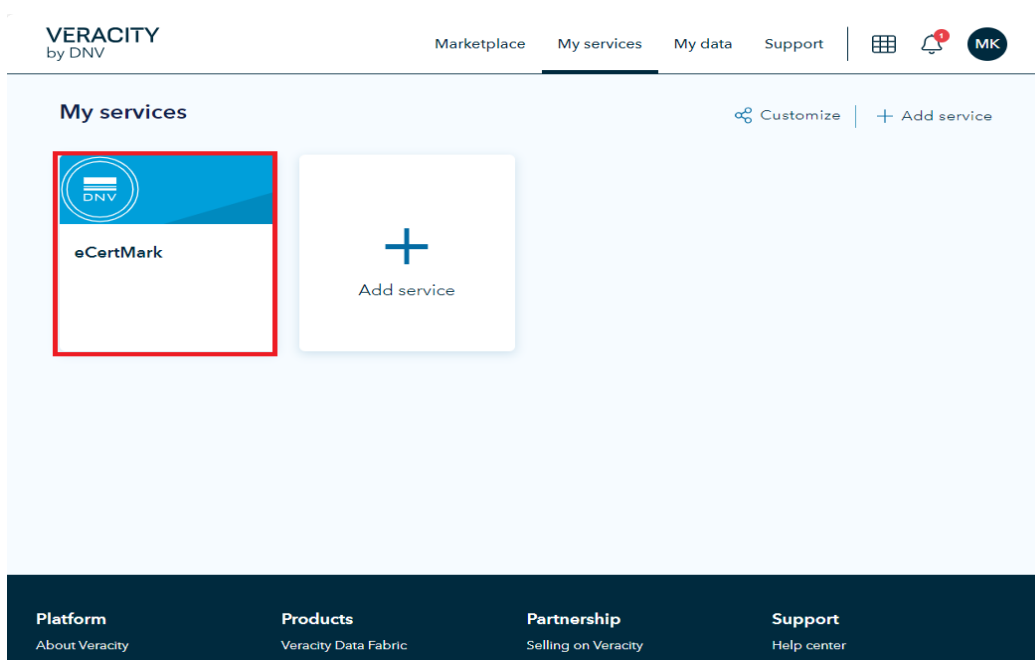 VERACITY
by DNV
Marketplace My services My data Support 1 MK
My services
Customize Add service
DNV
eCertMark
Add service
Platform Products Partnership Support
About Veracity Veracity Data Fabric Selling on Veracity Help center